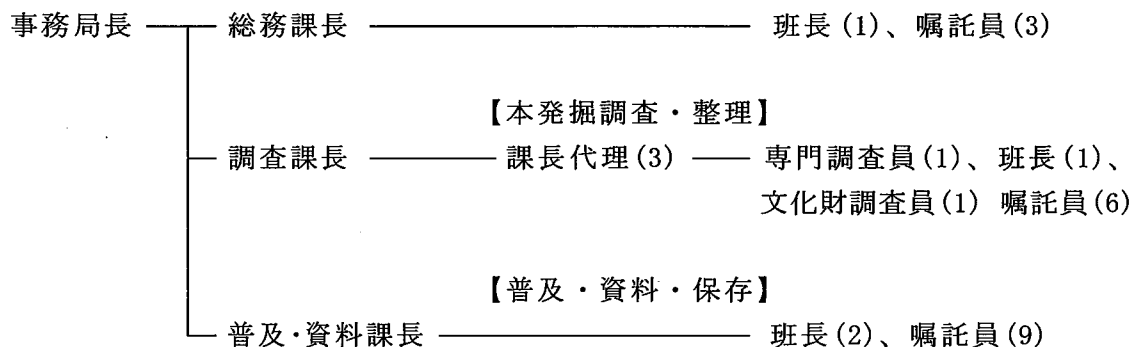 事務局長 総務課長 班長(1)、嘱託員(3)
【本発掘調査・整理】
調査課長 課長代理(3) 専門調査員(1)、班長(1)、
文化財調査員(1) 嘱託員(6)
【普及・資料・保存】
普及・資料課長 班長(2)、嘱託員(9)